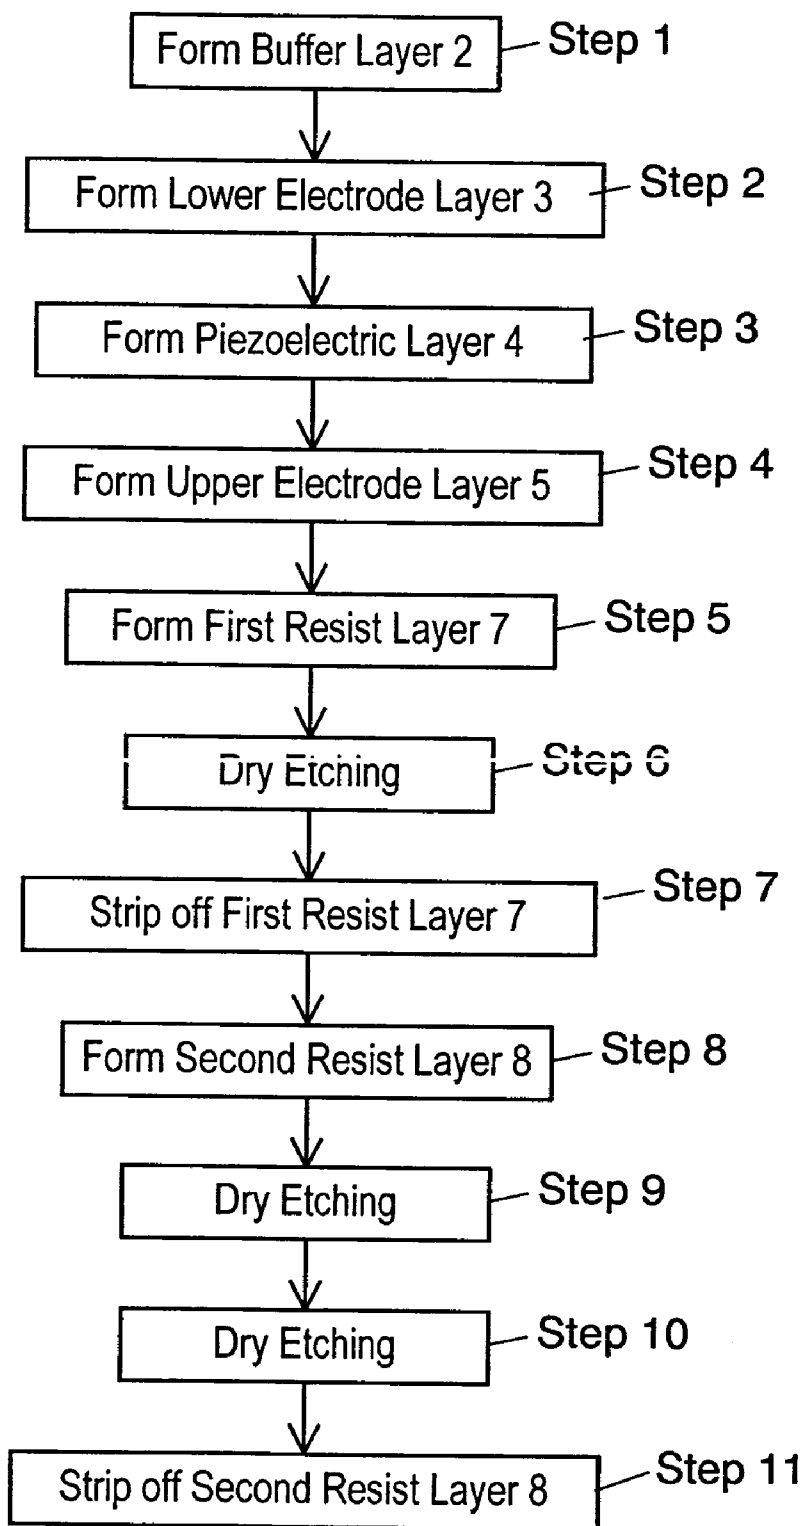 Form Buffer Layer 2 Step 1
Form Lower Electrode Layer 3 Step 2
Form Piezoelectric Layer 4 Step 3
Form Upper Electrode Layer 5 Step 4
Form First Resist Layer 7 Step 5
Dry Etching Step 6
Strip off First Resist Layer 7 Step 7
Form Second Resist Layer 8 Step 8
Dry Etching Step 9
Dry Etching Step 10
Strip off Second Resist Layer 8 Step 11